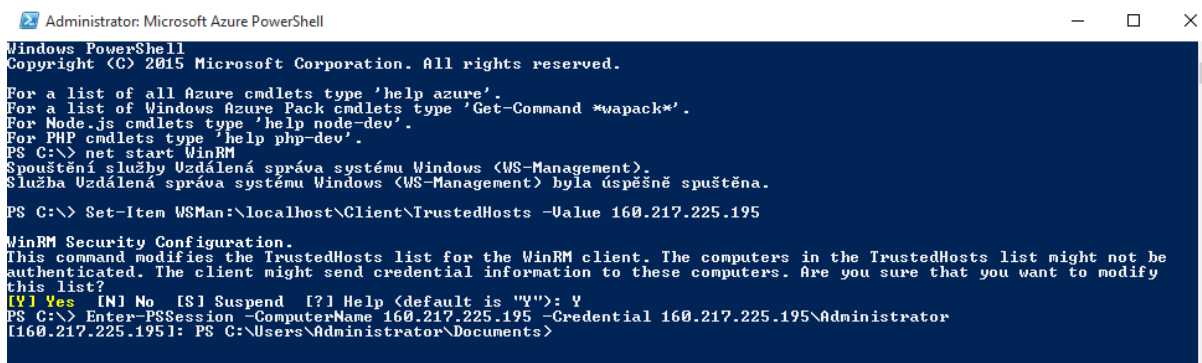 Administrator: Microsoft Azure PowerShell
Windows PowerShell
Copyright (C) 2015 Microsoft Corporation. All rights reserved.
For a list of all Azure cmdlets type 'help azure'.
For a list of Windows Azure Pack cmdlets type 'Get-Command *wapack*'.
For Node.js cmdlets type 'help node-dev'.
For PHP cmdlets type 'help php-dev'.
PS C:\> net start WinRM
Spouštění služby Vzdálená správa systému Windows (WS-Management).
Služba Vzdálená správa systému Windows (WS-Management) byla úspěšně spuštěna.
PS C:\> Set-Item WSMan:\localhost\Client\TrustedHosts -Value 160.217.225.195
WinRM Security Configuration.
This command modifies the TrustedHosts list for the WinRM client. The computers in the TrustedHosts list might not be
authenticated. The client might send credential information to these computers. Are you sure that you want to modify
this list?
[Y] Yes  [N] No  [S] Suspend  [?] Help (default is "Y"): Y
PS C:\> Enter-PSSession -ComputerName 160.217.225.195 -Credential 160.217.225.195\Administrator
[160.217.225.195]: PS C:\Users\Administrator\Documents>